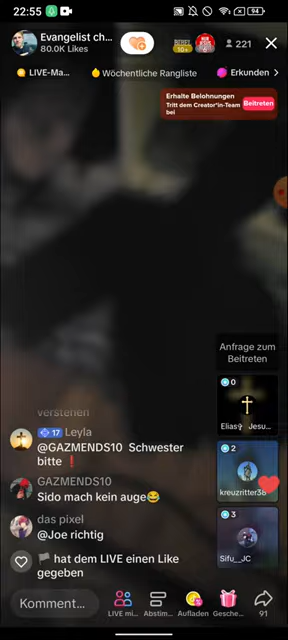 22:55
94
Evangelist ch...
80.0K Likes
10+
221
LIVE-Ma...
Wöchentliche Rangliste
Erkunden
Erhalte Belohnungen
Tritt dem Creator*in-Team
bei
Beitreten
Anfrage zum
Beitreten
0
Elias Jesu...
verstehen
17 Leyla
@GAZMENDS10 Schwester
bitte ❗
2
kreuzritter36
GAZMENDS10
Sido mach kein auge😂
3
Sifu__JC
das pixel
@Joe richtig
hat dem LIVE einen Like
gegeben
Komment...
LIVE mi...
Abstim...
Aufladen
Gesche...
91